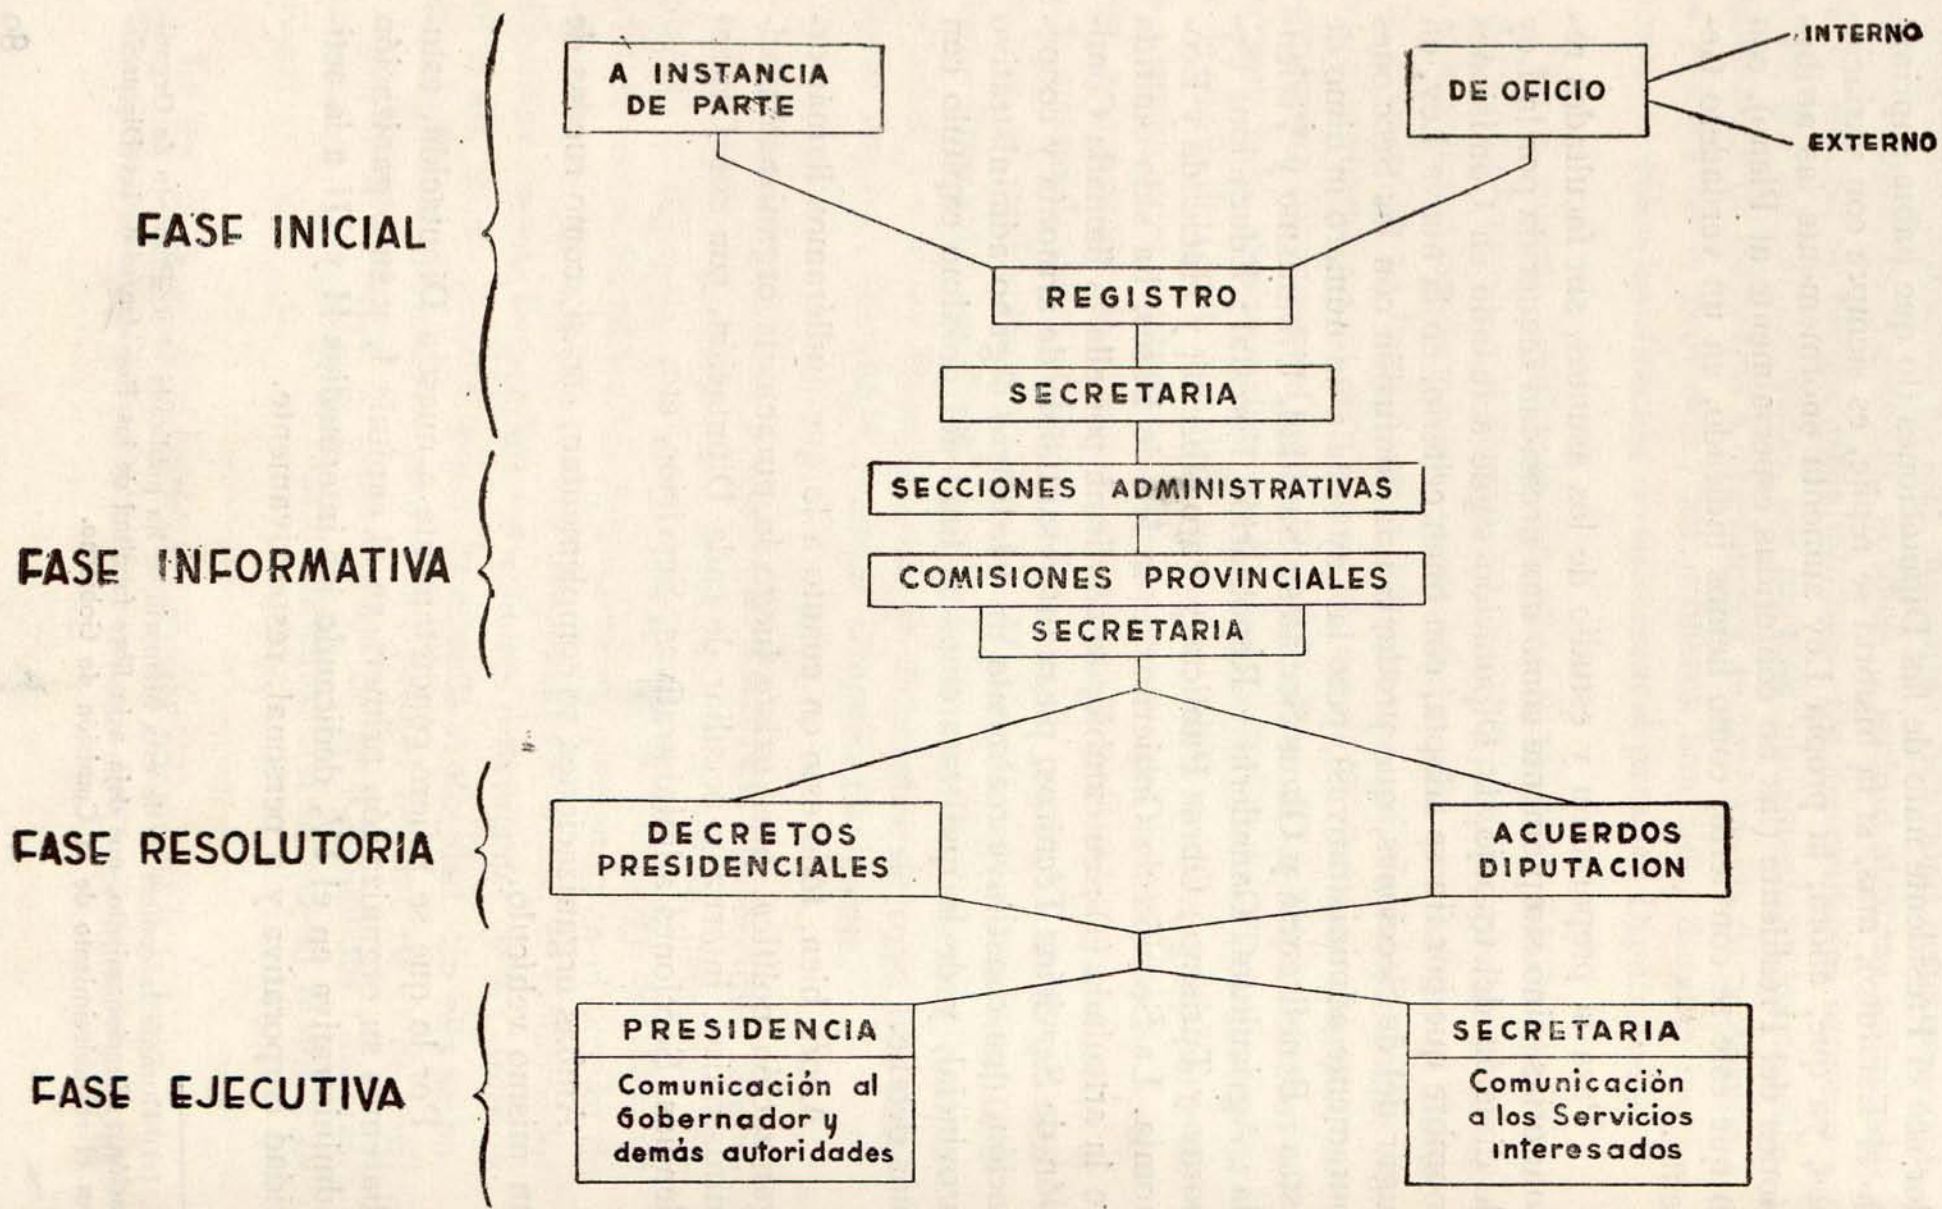 A INSTANCIA
DE PARTE
DE OFICIO
INTERNO
EXTERNO
FASE INICIAL
REGISTRO
SECRETARIA
SECCIONES ADMINISTRATIVAS
FASE INFORMATIVA
COMISIONES PROVINCIALES
SECRETARIA
FASE RESOLUTORIA
DECRETOS
PRESIDENCIALES
ACUERDOS
DIPUTACION
FASE EJECUTIVA
PRESIDENCIA
Comunicación al
Gobernador y
demás autoridades
SECRETARIA
Comunicación
a los Servicios
interesados